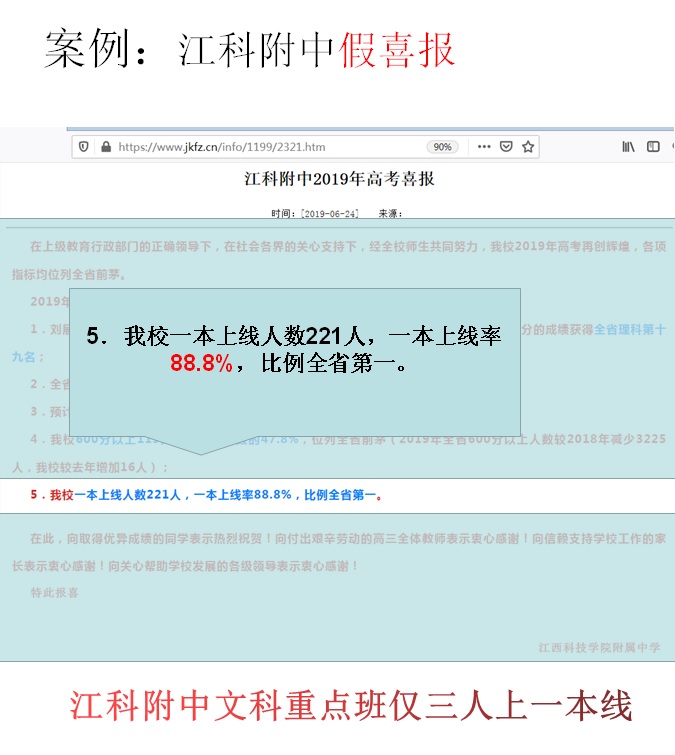 案例：江科附中假喜报
https://www.jkfz.cn/info/1199/2321.htm
90%
江科附中2019年高考喜报
时间：[2019-06-24] 来源：
在上级教育行政部门的正确领导下，在社会各界的关心支持下，经全校师生共同努力，我校2019年高考再创辉煌，各项
指标均位列全省前茅。
2019年
1．刘 分的成绩获得全省理科第十
九名；
5．我校一本上线人数221人，一本上线率
88.8%，比例全省第一。
2．全省
3．预计
4．我校600分以上11 的47.8%，位列全省前茅（2019年全省600分以上人数较2018年减少3225
人，我校较去年增加16人）；
5．我校一本上线人数221人，一本上线率88.8%，比例全省第一。
在此，向取得优异成绩的同学表示热烈祝贺！向付出艰辛劳动的高三全体教师表示衷心感谢！向信赖支持学校工作的家
长表示衷心感谢！向关心帮助学校发展的各级领导表示衷心感谢！
特此报喜
江西科技学院附属中学
江科附中文科重点班仅三人上一本线